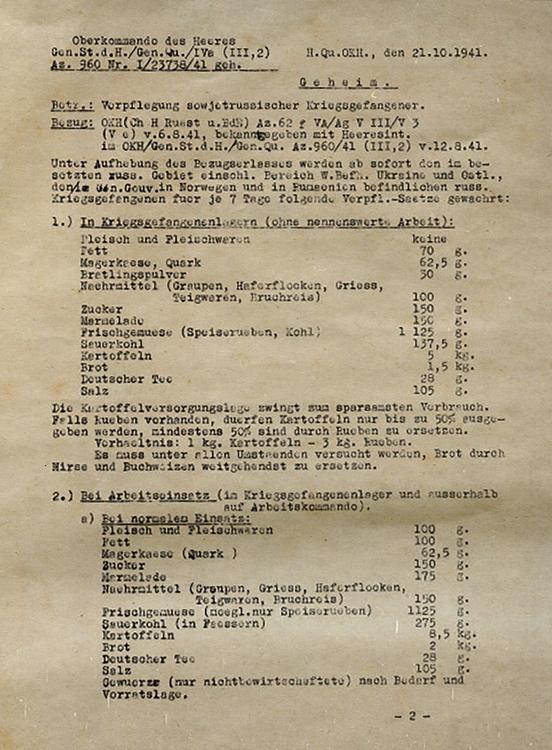 Oberkommando des Heeres
Gen.St.d.H./Gen.Qu./IVa (III,2)    H.Qu.OKH., den 21.10.1941.
Az. 960 Nr. I/23738/41 geh.
G e h e i m .
Betr.: Verpflegung sowjetrussischer Kriegsgefangener.
Bezug: OKH(Ch H Ruest u.BdE) Az.62 f VA/Ag V III/V 3
(V e) v.6.8.41, bekanntgegeben mit Heeresint.
im OKH/Gen.St.d.H./Gen.Qu. Az.960/41 (III,2) v.12.8.41.
Unter Aufhebung des Bezugserlasses werden ab sofort den im be-
setzten russ. Gebiet einschl. Bereich W.Befh. Ukraine und Ostl.,
den/im Gen.Gouv.in Norwegen und in Rumaenien befindlichen russ.
Kriegsgefangenen fuer je 7 Tage folgende Verpfl.-Saetze gewaehrt:
1.) In Kriegsgefangenenlagern (ohne nennenswerte Arbeit):
Fleisch und Fleischwaren    keine
Fett    70 g.
Magerkaese, Quark    62,5 g.
Bratlingspulver    30 g.
Naehrmittel (Graupen, Haferflocken, Griess,
Teigwaren, Bruchreis)    100 g.
Zucker    150 g.
Marmelade    150 g.
Frischgemuese (Speiserueben, Kohl)    1 125 g.
Sauerkohl    137,5 g.
Kartoffeln    5 kg.
Brot    1,5 kg.
Deutscher Tee    28 g.
Salz    105 g.
Die Kartoffelversorgungslage zwingt zum sparsamsten Verbrauch.
Falls Rueben vorhanden, duerfen Kartoffeln nur bis zu 50% ausge-
geben werden, mindestens 50% sind durch Rueben zu ersetzen.
Verhaeltnis: 1 kg. Kartoffeln - 3 kg. Rueben.
Es muss unter allen Umstaenden versucht werden, Brot durch
Hirse und Buchweizen weitgehendst zu ersetzen.
2.) Bei Arbeitseinsatz (im Kriegsgefangenenlager und ausserhalb
auf Arbeitskommando).
a) Bei normalem Einsatz:
Fleisch und Fleischwaren    100 g.
Fett    100 g.
Magerkaese (Quark )    62,5 g.
Zucker    150 g.
Marmelade    175 g.
Naehrmittel (Graupen, Griess, Haferflocken,
Teigwaren, Bruchreis)    150 g.
Frischgemuese (moegl.nur Speiserueben)    1125 g.
Sauerkohl (in Faessern)    275 g.
Kartoffeln    8,5 kg.
Brot    2 kg.
Deutscher Tee    28 g.
Salz    105 g.
Gewuerze (nur nichtbewirtschaftete) nach Bedarf und
Vorratslage.
- 2 -